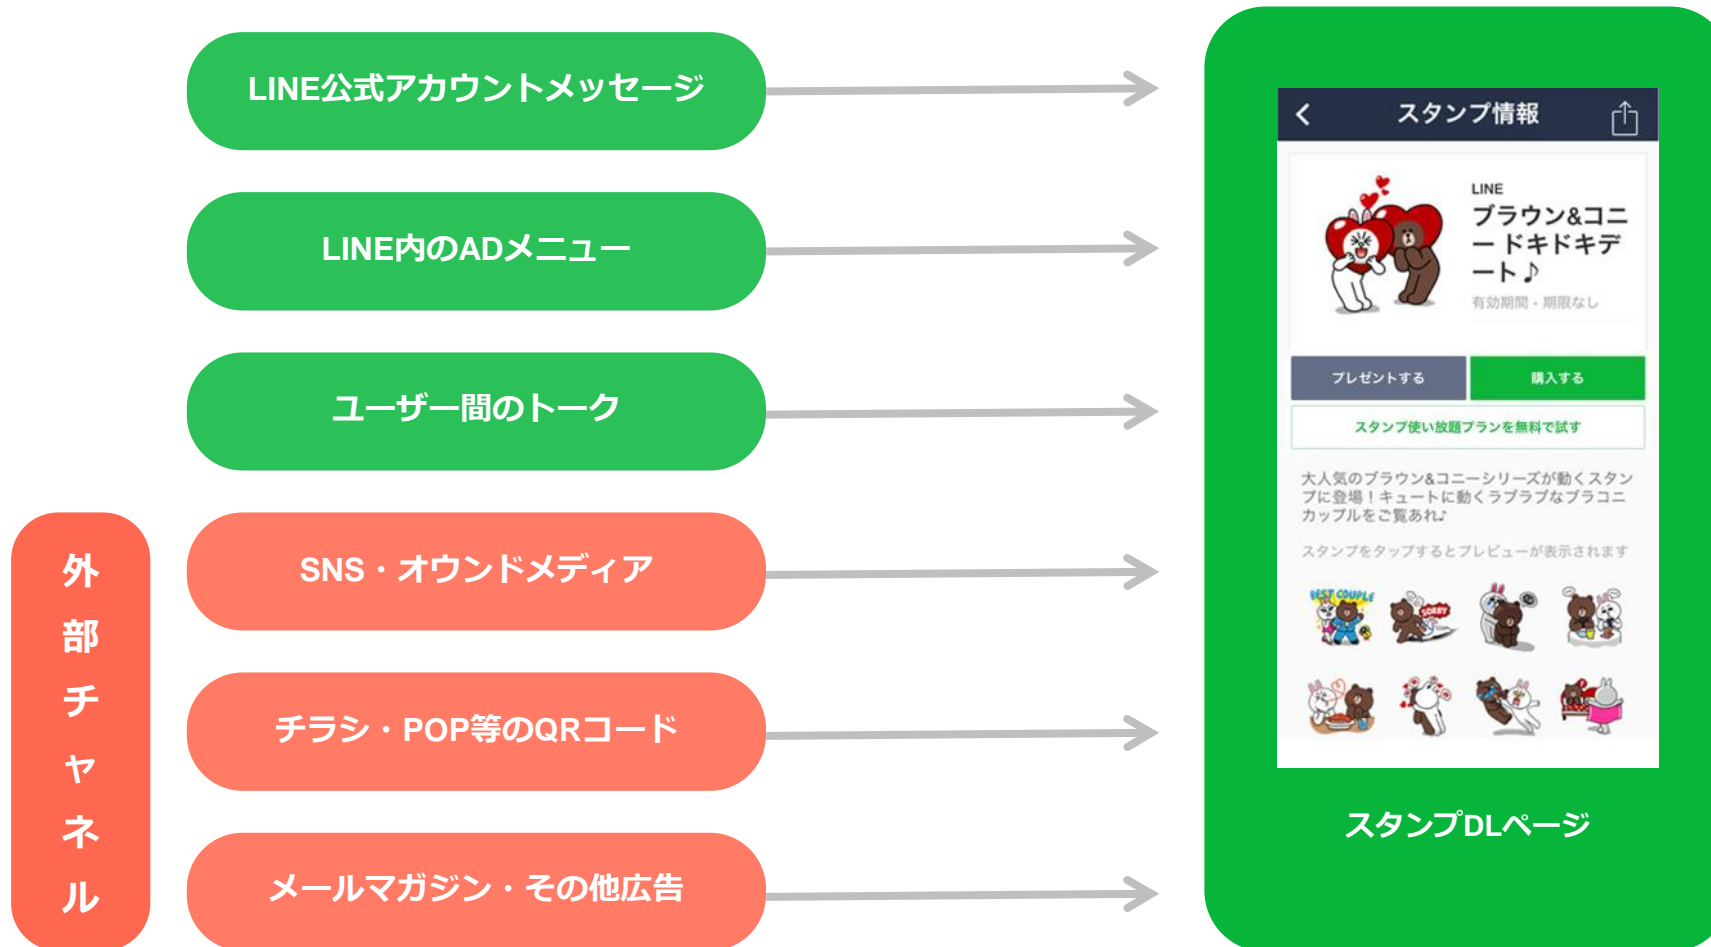 LINE公式アカウントメッセージ
LINE内のADメニュー
ユーザー間のトーク
外部チャネル
SNS・オウンドメディア
チラシ・POP等のQRコード
メールマガジン・その他広告
スタンプ情報
LINE
ブラウン&コニ
ー ドキドキデ
ート♪
有効期間 - 期限なし
プレゼントする
購入する
スタンプ使い放題プランを無料で試す
大人気のブラウン&コニーシリーズが動くスタン
プに登場！キュートに動くラブラブなブラコニ
カップルをご覧あれ♪
スタンプをタップするとプレビューが表示されます
BEST COUPLE
SORRY
スタンプDLページ